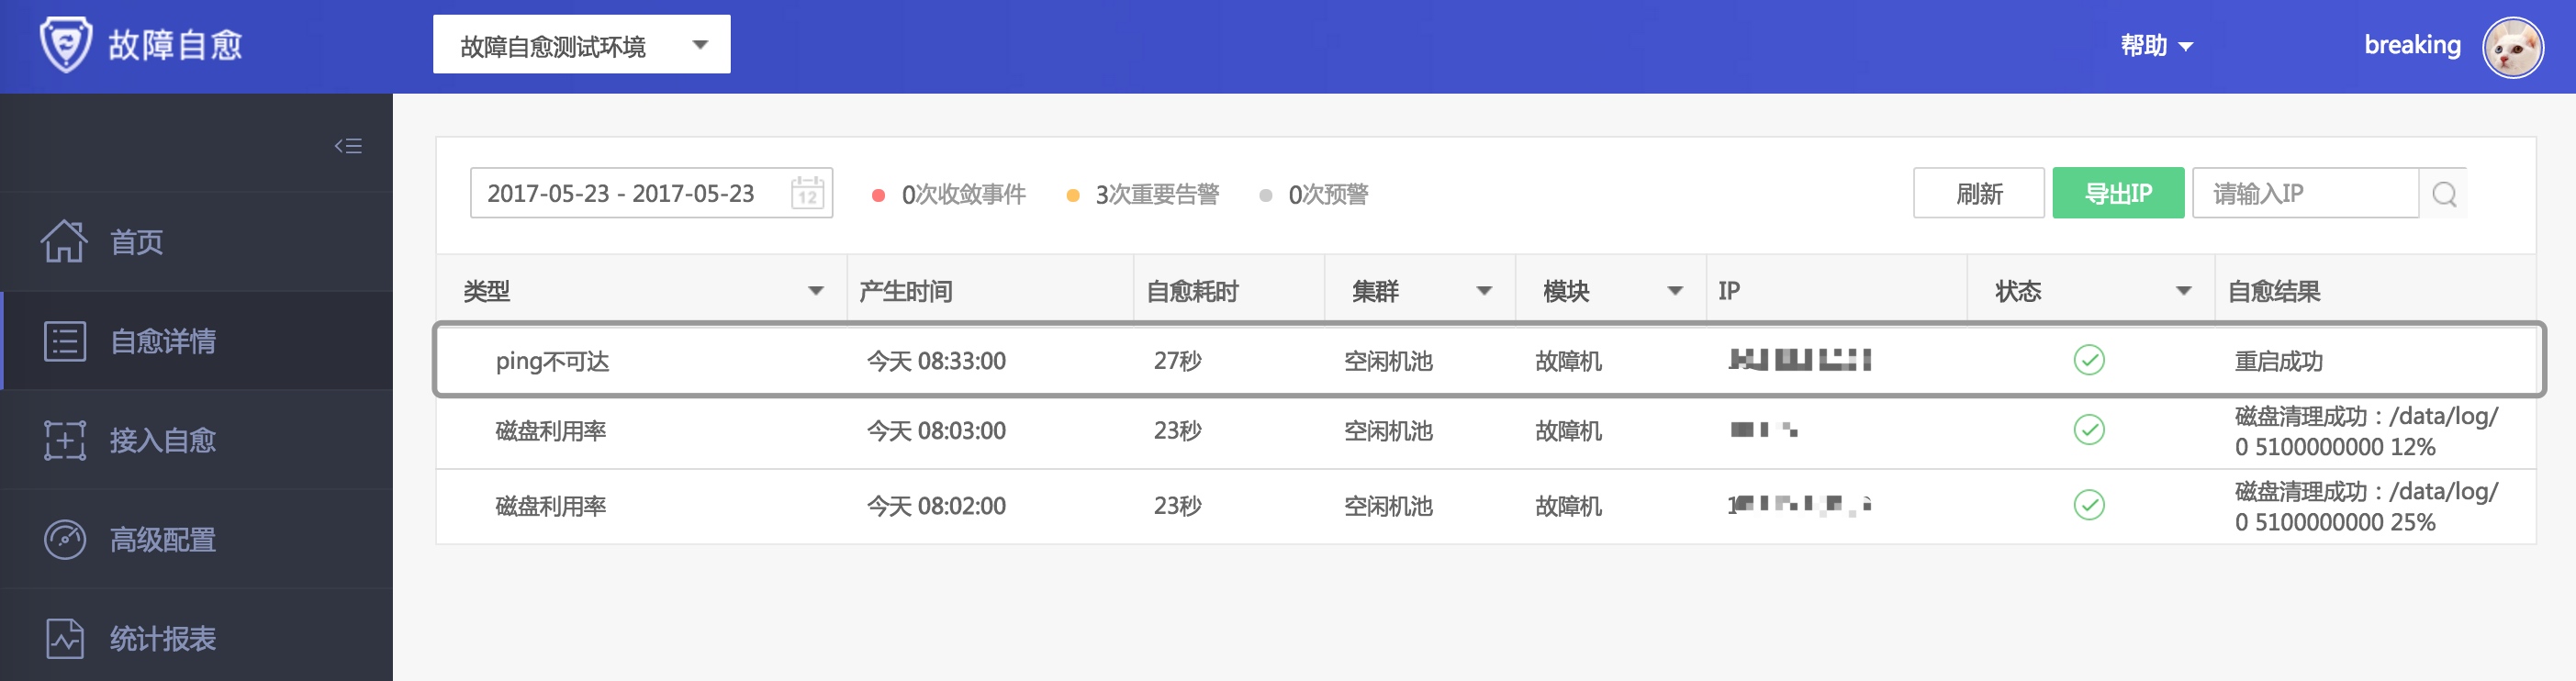 故障自愈
故障自愈测试环境
帮助
breaking
首页
自愈详情
接入自愈
高级配置
统计报表
2017-05-23 - 2017-05-23
12
0次收敛事件
3次重要告警
0次预警
刷新
导出IP
请输入IP
类型 产生时间 自愈耗时 集群 模块 IP 状态 自愈结果
ping不可达 今天 08:33:00 27秒 空闲机池 故障机 重启成功
磁盘利用率 今天 08:03:00 23秒 空闲机池 故障机 磁盘清理成功：/data/log/
0 5100000000 12%
磁盘利用率 今天 08:02:00 23秒 空闲机池 故障机 磁盘清理成功：/data/log/
0 5100000000 25%